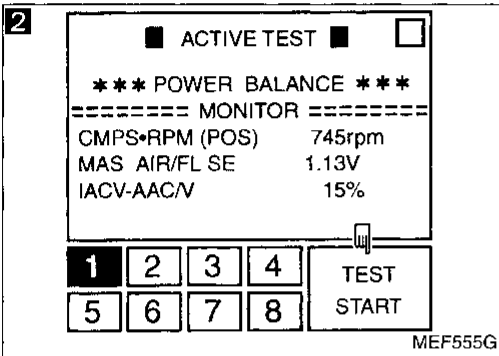 2
■ ACTIVE TEST ■ □
*** POWER BALANCE ***
======= MONITOR =======
CMPS•RPM (POS) 745rpm
MAS AIR/FL SE 1.13V
IACV-AAC/V 15%
1 2 3 4 TEST
5 6 7 8 START
MEF555G